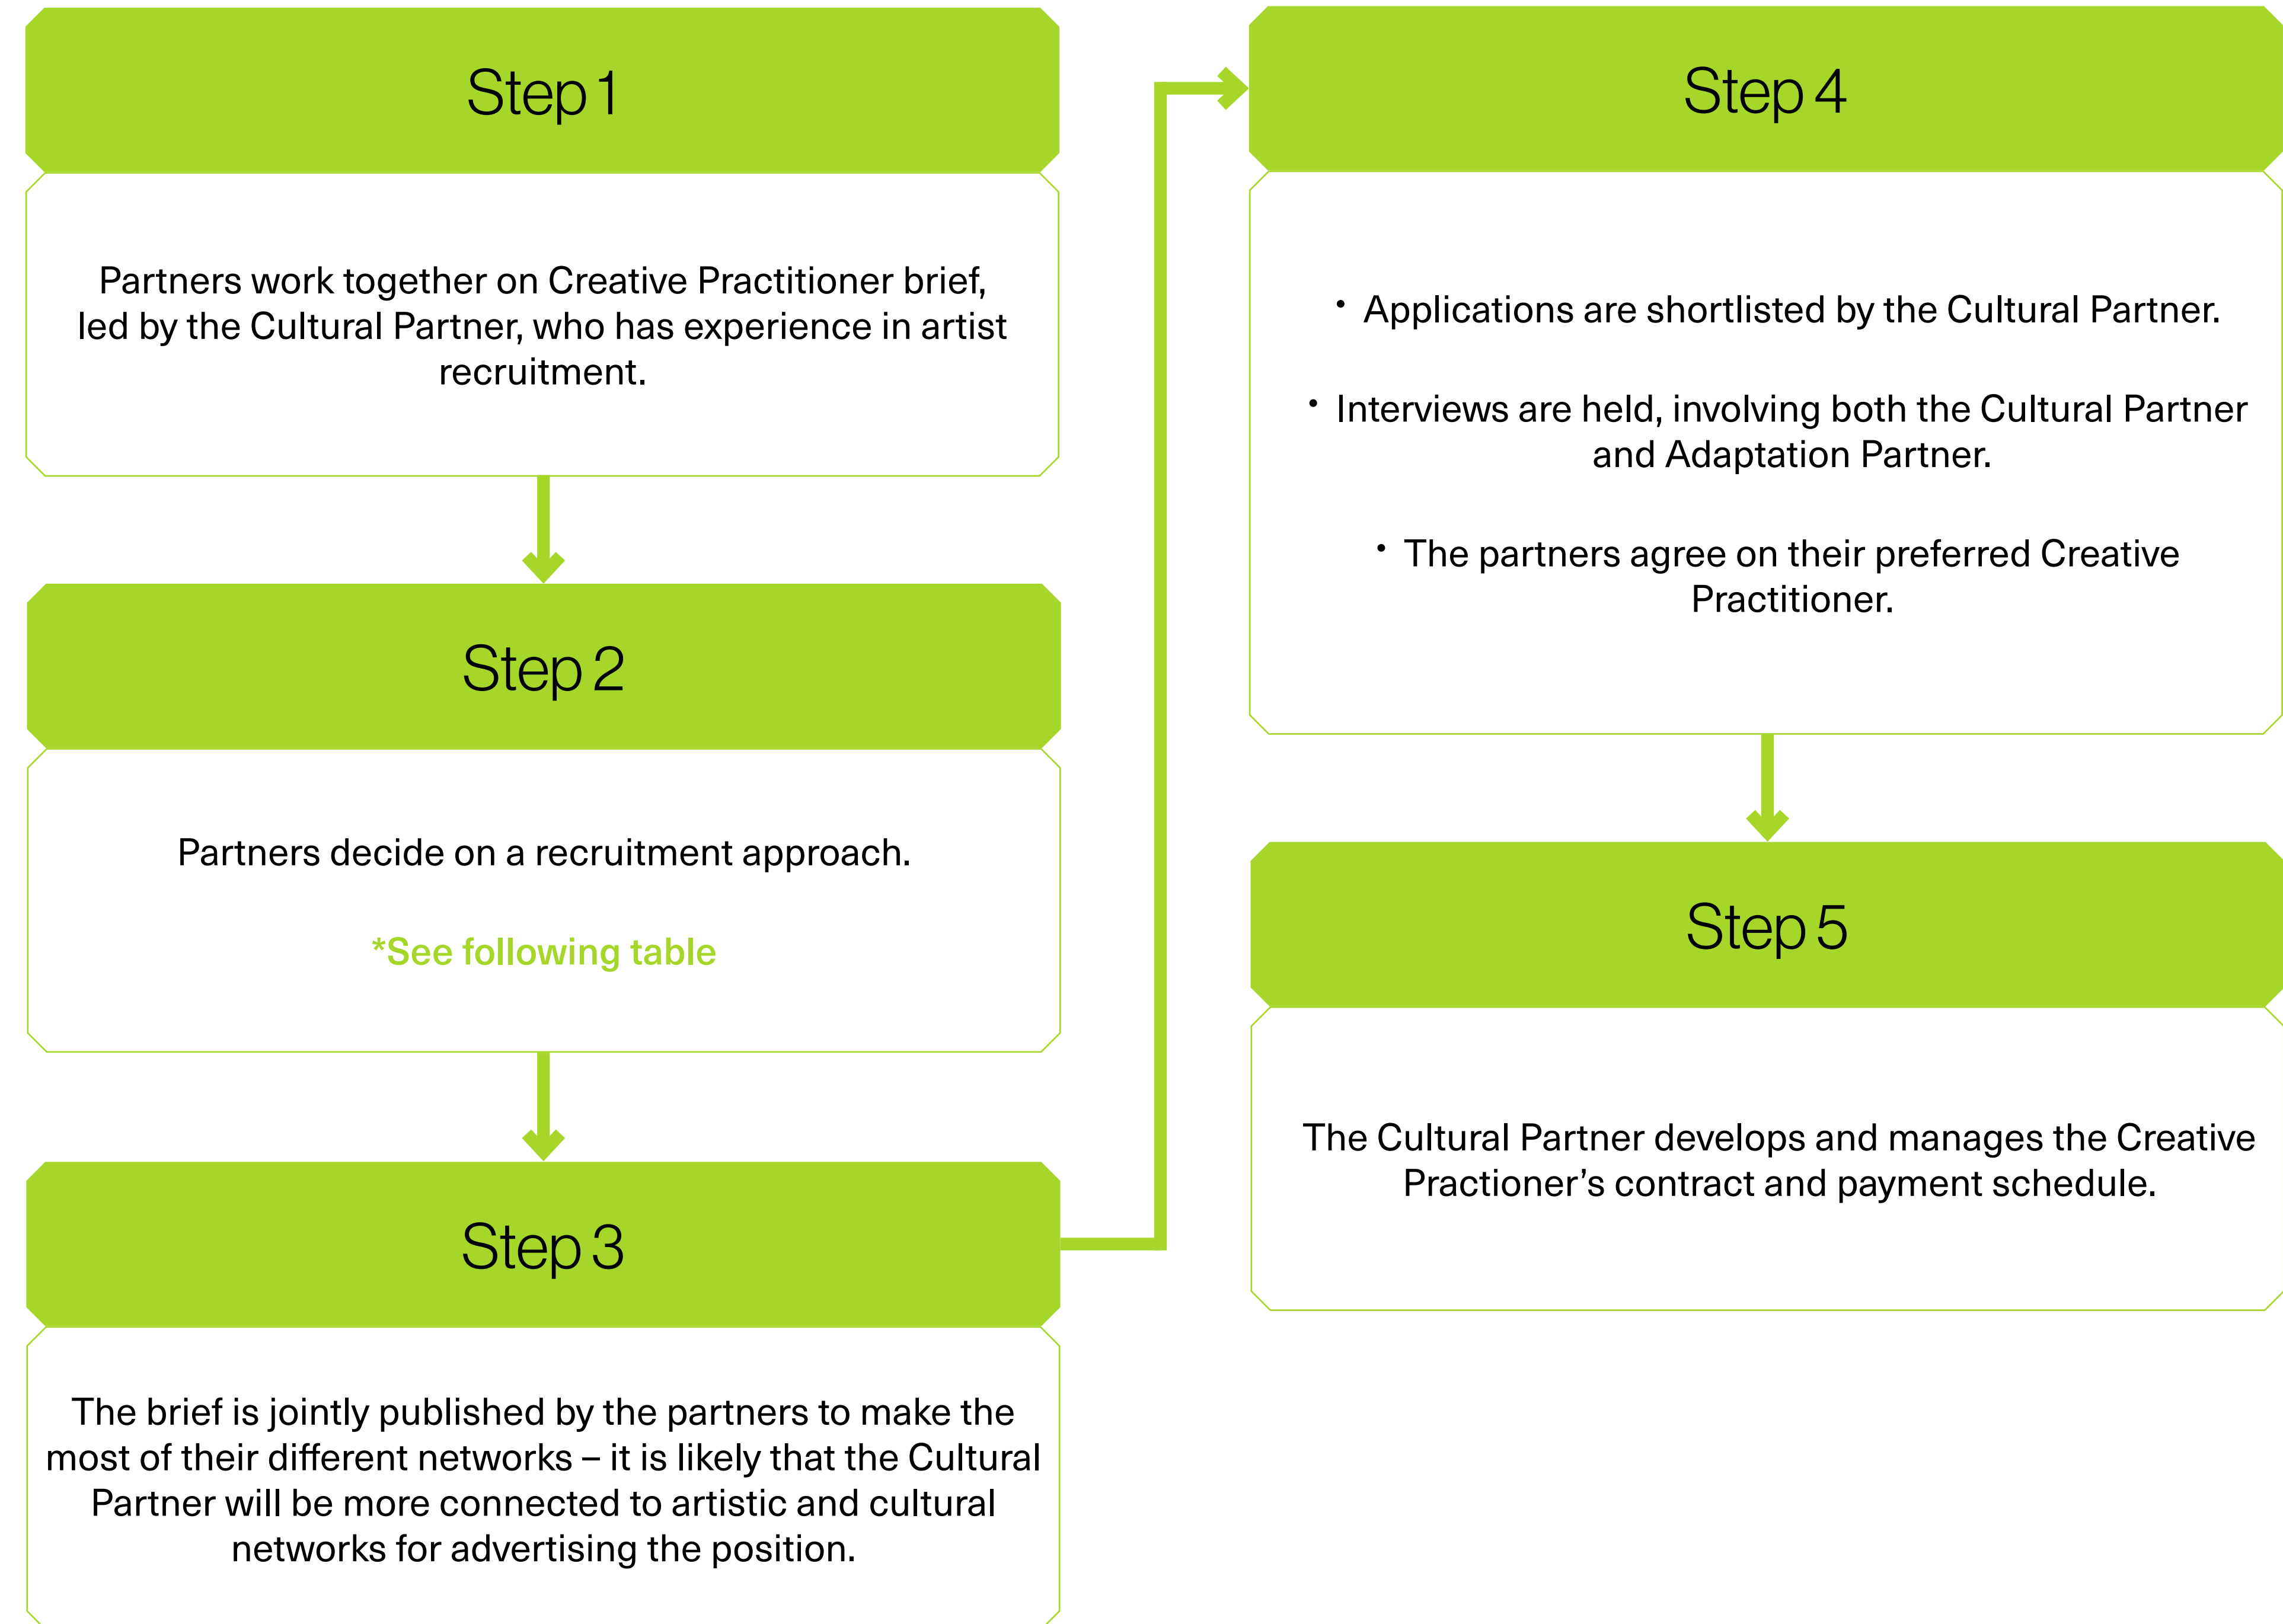 Step 1
Partners work together on Creative Practitioner brief,
led by the Cultural Partner, who has experience in artist
recruitment.
Step 2
Partners decide on a recruitment approach.
*See following table
Step 3
The brief is jointly published by the partners to make the
most of their different networks – it is likely that the Cultural
Partner will be more connected to artistic and cultural
networks for advertising the position.
Step 4
• Applications are shortlisted by the Cultural Partner.
• Interviews are held, involving both the Cultural Partner
and Adaptation Partner.
• The partners agree on their preferred Creative
Practitioner.
Step 5
The Cultural Partner develops and manages the Creative
Practioner’s contract and payment schedule.